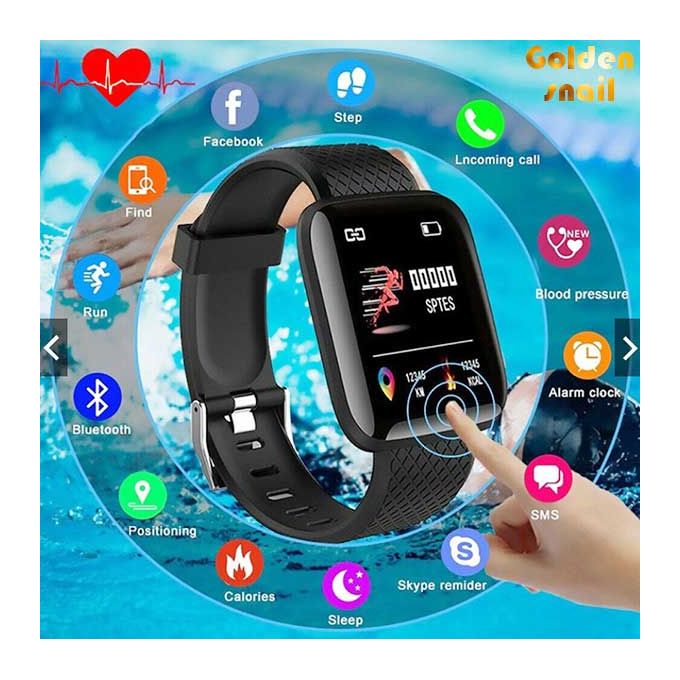 Golden
snail
Step
Facebook
Lncoming call
Find
NEW
Blood pressure
Run
00000
SPTES
Alarm clock
12345
KM
12345
KCAL
Bluetooth
SMS
Positioning
Skype remider
Calories
Sleep